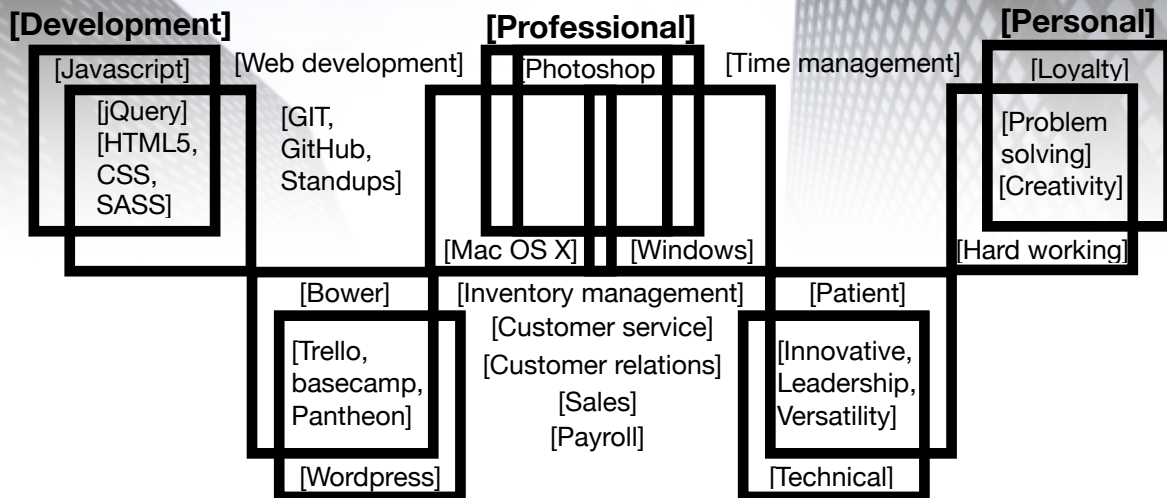 [Development]
[Professional]
[Personal]
[Javascript]
[Web development]
[Photoshop
[Time management]
[Loyalty]
[jQuery]
[HTML5,
CSS,
SASS]
[GIT,
GitHub,
Standups]
[Problem
solving]
[Creativity]
[Mac OS X]
[Windows]
[Hard working]
[Bower]
[Inventory management]
[Patient]
[Customer service]
[Trello,
basecamp,
Pantheon]
[Customer relations]
[Sales]
[Payroll]
[Innovative,
Leadership,
Versatility]
[Wordpress]
[Technical]